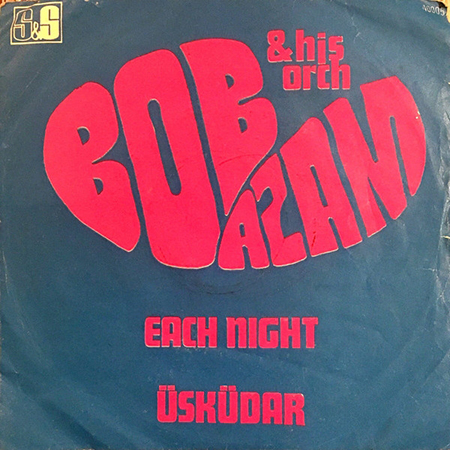 S&S
& his
orch
BOB
AZAM
EACH NIGHT
ÜSKÜDAR